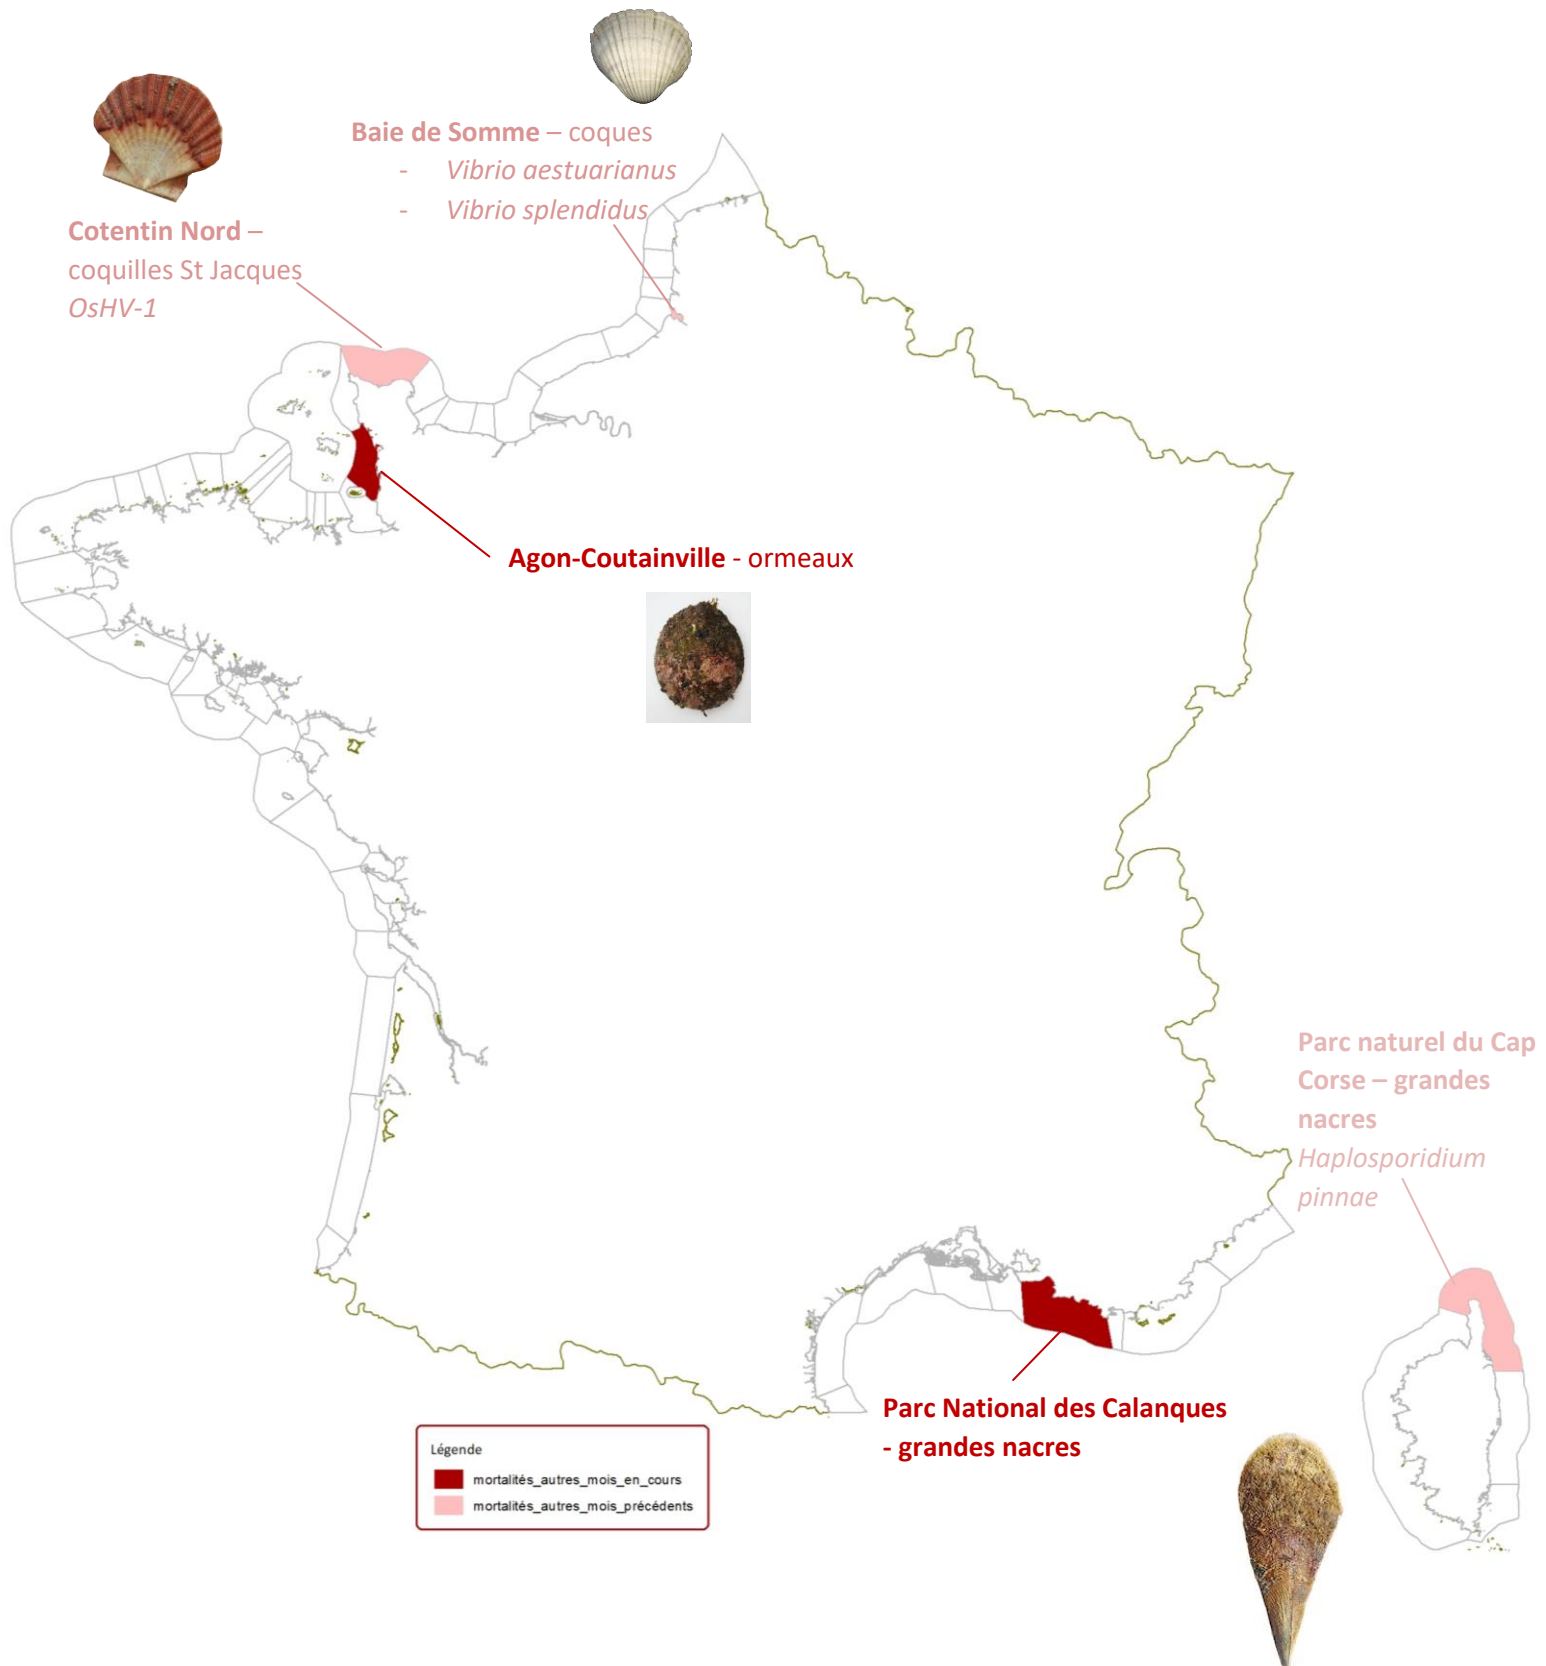 Baie de Somme – coques
- Vibrio aestuarianus
- Vibrio splendidus
Cotentin Nord –
coquilles St Jacques
OsHV-1
Agon-Coutainville - ormeaux
Parc naturel du Cap
Corse – grandes
nacres
Haplosporidium
pinnae
Parc National des Calanques
- grandes nacres
Légende
mortalités_autres_mois_en_cours
mortalités_autres_mois_précédents